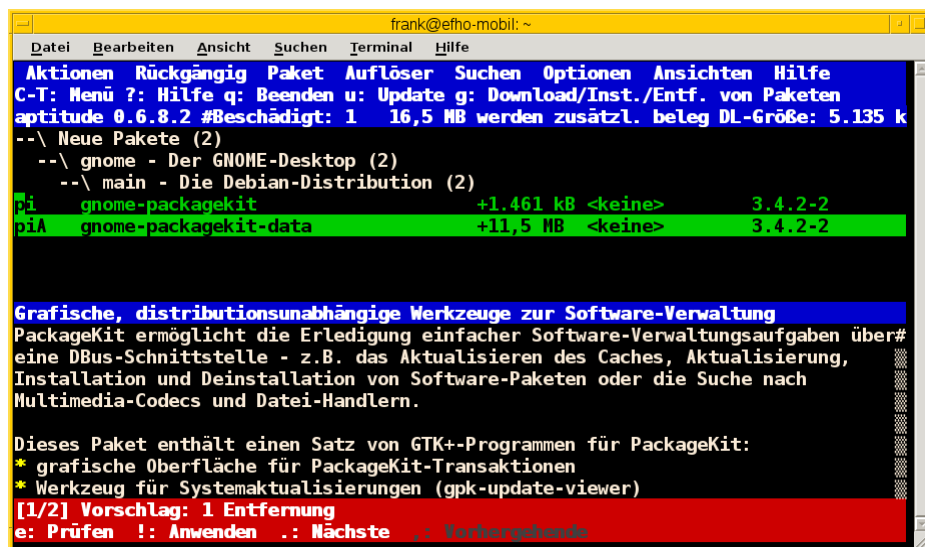 frank@efho-mobil: ~
Datei Bearbeiten Ansicht Suchen Terminal Hilfe
Aktionen Rückgängig Paket Auflöser Suchen Optionen Ansichten Hilfe
C-T: Menü ?: Hilfe q: Beenden u: Update g: Download/Inst./Entf. von Paketen
aptitude 0.6.8.2 #Beschädigt: 1 16,5 MB werden zusätzl. beleg DL-Größe: 5.135 k
--\ Neue Pakete (2)
--\ gnome - Der GNOME-Desktop (2)
--\ main - Die Debian-Distribution (2)
pi gnome-packagekit +1.461 kB <keine> 3.4.2-2
piA gnome-packagekit-data +11,5 MB <keine> 3.4.2-2
Grafische, distributionsunabhängige Werkzeuge zur Software-Verwaltung
PackageKit ermöglicht die Erledigung einfacher Software-Verwaltungsaufgaben über#
eine DBus-Schnittstelle - z.B. das Aktualisieren des Caches, Aktualisierung,
Installation und Deinstallation von Software-Paketen oder die Suche nach
Multimedia-Codecs und Datei-Handlern.
Dieses Paket enthält einen Satz von GTK+-Programmen für PackageKit:
* grafische Oberfläche für PackageKit-Transaktionen
* Werkzeug für Systemaktualisierungen (gpk-update-viewer)
[1/2] Vorschlag: 1 Entfernung
e: Prüfen !: Anwenden .: Nächste ,: Vorhergehende